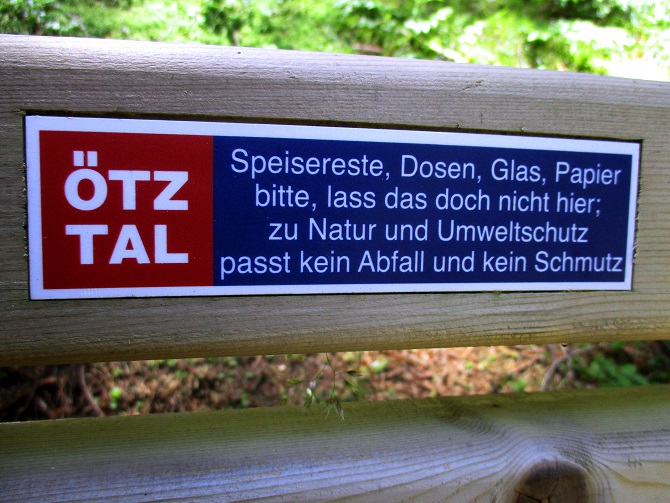 ÖTZ
TAL
Speisereste, Dosen, Glas, Papier
bitte, lass das doch nicht hier;
zu Natur und Umweltschutz
passt kein Abfall und kein Schmutz